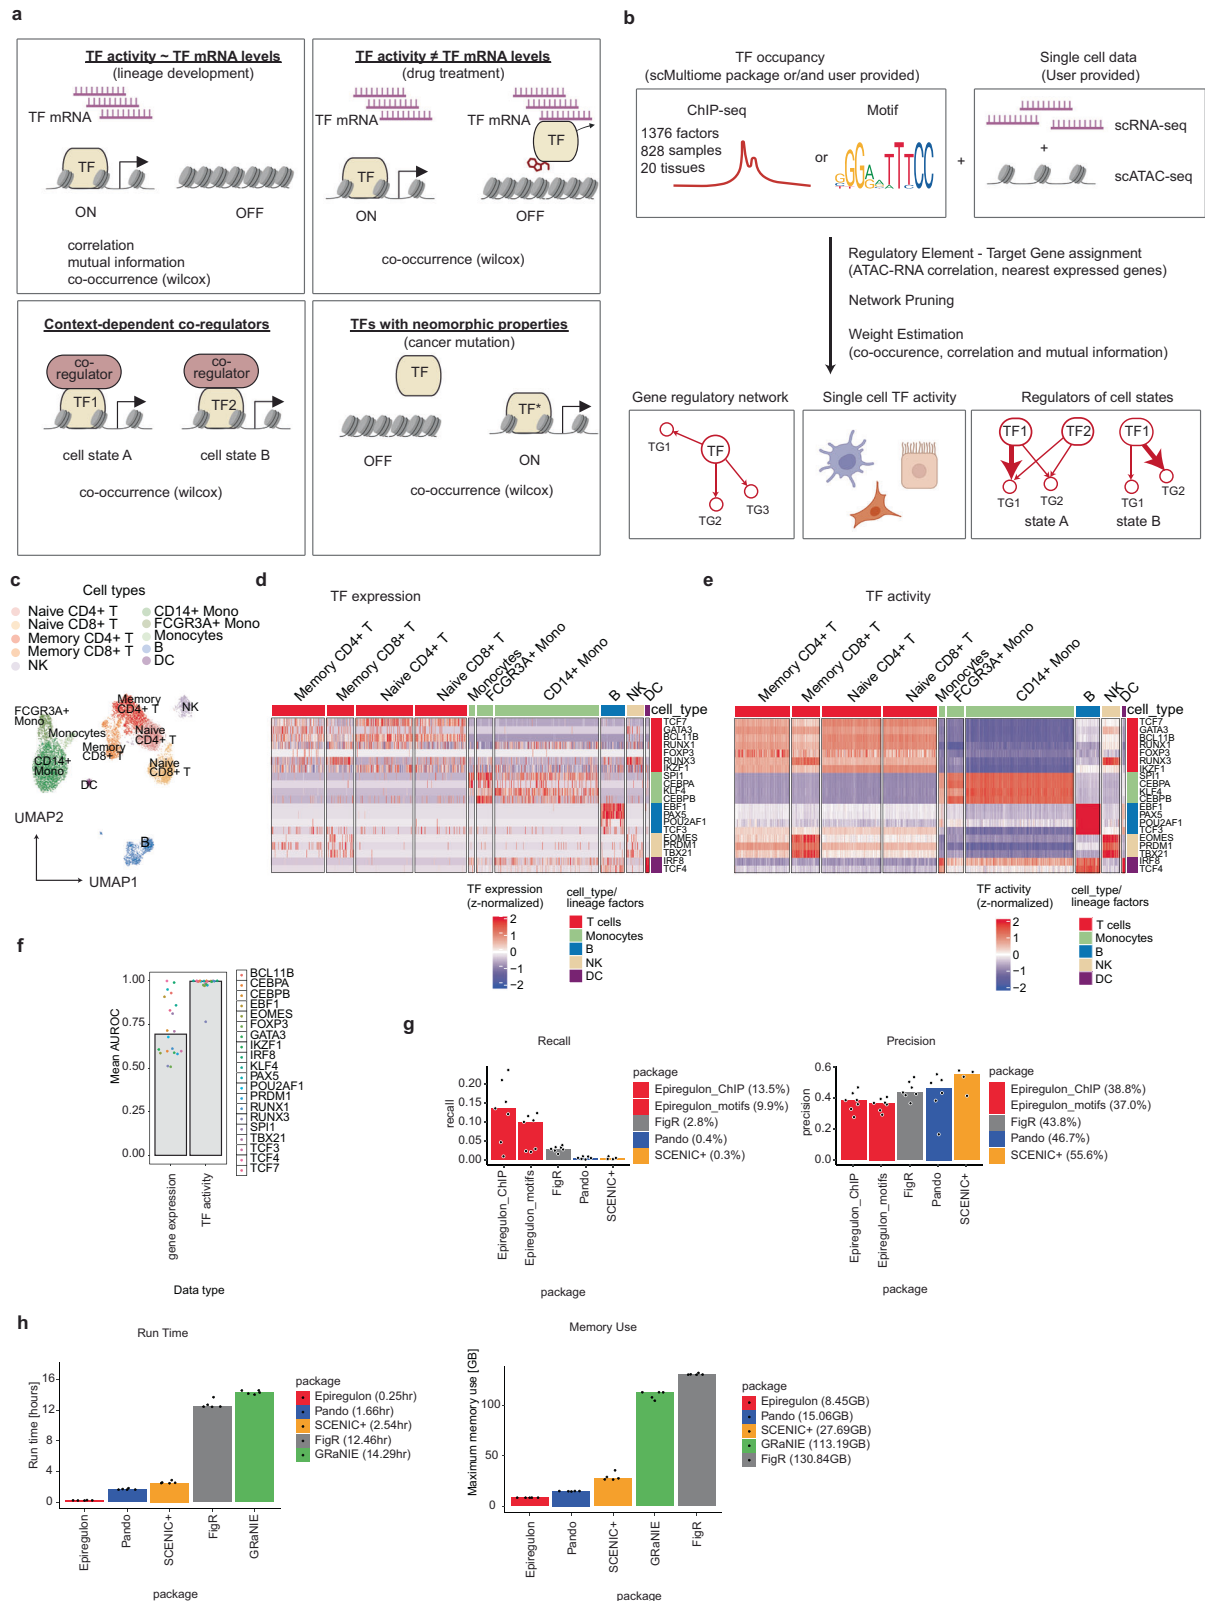 a
TF activity ~ TF mRNA levels
(lineage development)
TF mRNA
TF
ON
OFF
correlation
mutual information
co-occurrence (wilcox)
TF activity ≠ TF mRNA levels
(drug treatment)
TF mRNA
TF mRNA
TF
TF
ON
OFF
co-occurrence (wilcox)
Context-dependent co-regulators
co-
regulator
TF1
co-
regulator
TF2
cell state A
cell state B
co-occurrence (wilcox)
TFs with neomorphic properties
(cancer mutation)
TF
TF*
OFF
ON
co-occurrence (wilcox)
b
TF occupancy
(scMultiome package or/and user provided)
ChIP-seq
1376 factors
828 samples
20 tissues
or
Motif
+
Single cell data
(User provided)
scRNA-seq
+
scATAC-seq
Regulatory Element - Target Gene assignment
(ATAC-RNA correlation, nearest expressed genes)
Network Pruning
Weight Estimation
(co-occurence, correlation and mutual information)
Gene regulatory network
TG1
TF
TG2
TG3
Single cell TF activity
Regulators of cell states
TF1
TF2
TF1
TG1
TG2
TG1
TG2
state A
state B
c
Cell types
Naive CD4+ T
Naive CD8+ T
Memory CD4+ T
Memory CD8+ T
NK
CD14+ Mono
FCGR3A+ Mono
Monocytes
B
DC
FCGR3A+
Mono
Monocytes
CD14+
Mono
Memory
CD4+ T
NK
Naive
CD4+ T
Memory
CD8+ T
Naive
CD8+ T
DC
B
UMAP2
UMAP1
d
TF expression
Memory CD4+ T
Memory CD8+ T
Naive CD4+ T
Naive CD8+ T
Monocytes
FCGR3A+ Mono
CD14+ Mono
B
NK
DC
cell_type
TCF7
GATA3
BCL11B
RUNX1
FOXP3
RUNX3
IKZF1
SPI1
CEBPA
KLF4
CEBPB
EBF1
PAX5
POU2AF1
TCF3
EOMES
PRDM1
TBX21
IRF8
TCF4
TF expression
(z-normalized)
2
1
0
−1
−2
cell_type/
lineage factors
T cells
Monocytes
B
NK
DC
e
TF activity
Memory CD4+ T
Memory CD8+ T
Naive CD4+ T
Naive CD8+ T
Monocytes
FCGR3A+ Mono
CD14+ Mono
B
NK
DC
cell_type
TCF7
GATA3
BCL11B
RUNX1
FOXP3
RUNX3
IKZF1
SPI1
CEBPA
KLF4
CEBPB
EBF1
PAX5
POU2AF1
TCF3
EOMES
PRDM1
TBX21
IRF8
TCF4
TF activity
(z-normalized)
2
1
0
−1
−2
cell_type/
lineage factors
T cells
Monocytes
B
NK
DC
f
Mean AUROC
1.00
0.75
0.50
0.25
0.00
gene expression
TF activity
Data type
BCL11B
CEBPA
CEBPB
EBF1
EOMES
FOXP3
GATA3
IKZF1
IRF8
KLF4
PAX5
POU2AF1
PRDM1
RUNX1
RUNX3
SPI1
TBX21
TCF3
TCF4
TCF7
g
Recall
recall
0.20
0.15
0.10
0.05
0.00
Epiregulon_ChIP
Epiregulon_motifs
FigR
Pando
SCENIC+
package
package
Epiregulon_ChIP (13.5%)
Epiregulon_motifs (9.9%)
FigR (2.8%)
Pando (0.4%)
SCENIC+ (0.3%)
Precision
precision
0.6
0.4
0.2
0.0
Epiregulon_ChIP
Epiregulon_motifs
FigR
Pando
SCENIC+
package
package
Epiregulon_ChIP (38.8%)
Epiregulon_motifs (37.0%)
FigR (43.8%)
Pando (46.7%)
SCENIC+ (55.6%)
h
Run Time
Run time [hours]
16
12
8
4
0
Epiregulon
Pando
SCENIC+
FigR
GRaNIE
package
package
Epiregulon (0.25hr)
Pando (1.66hr)
SCENIC+ (2.54hr)
FigR (12.46hr)
GRaNIE (14.29hr)
Memory Use
Maximum memory use [GB]
100
50
0
Epiregulon
Pando
SCENIC+
GRaNIE
FigR
package
package
Epiregulon (8.45GB)
Pando (15.06GB)
SCENIC+ (27.69GB)
GRaNIE (113.19GB)
FigR (130.84GB)